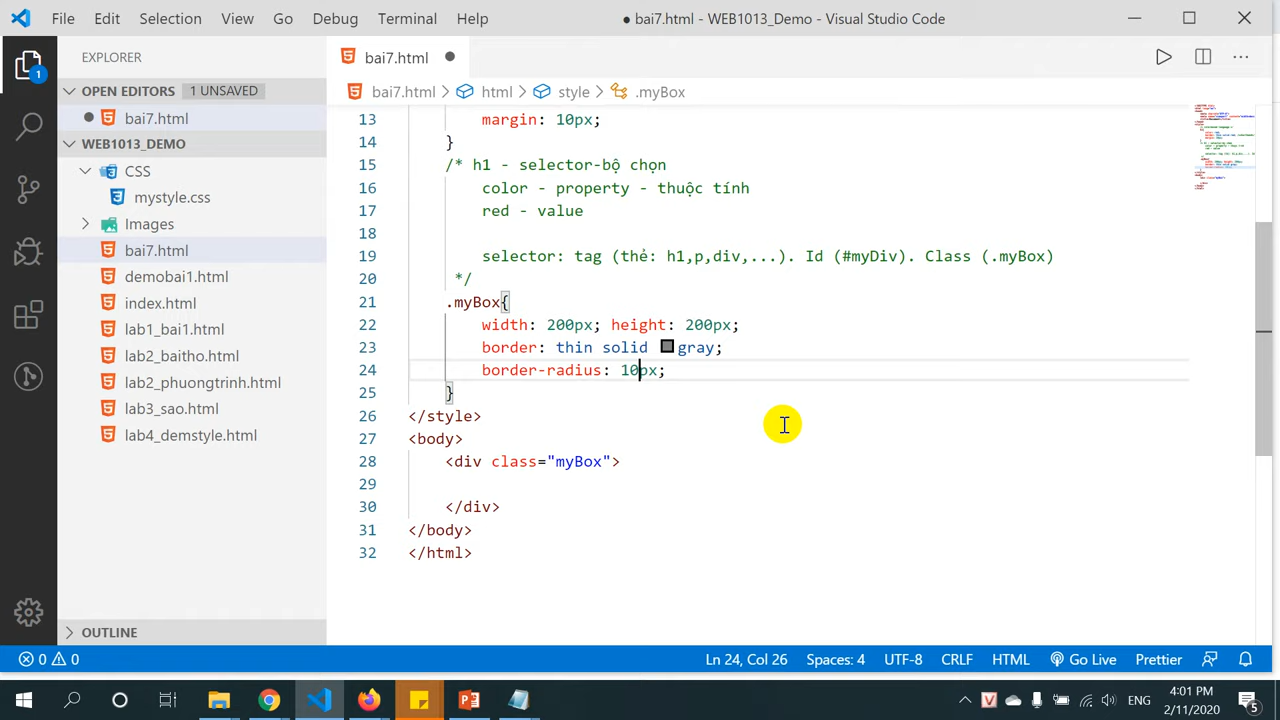 File Edit Selection View Go Debug Terminal Help
● bai7.html - WEB1013_Demo - Visual Studio Code
EXPLORER
OPEN EDITORS 1 UNSAVED
bai7.html
WEB1013_DEMO
CSS
mystyle.css
Images
bai7.html
demobai1.html
index.html
lab1_bai1.html
lab2_baitho.html
lab2_phuongtrinh.html
lab3_sao.html
lab4_demstyle.html
OUTLINE
1
bai7.html
bai7.html > html > style > .myBox
13 margin: 10px;
14 }
15 /* h1 - selector-bộ chọn
16 color - property - thuộc tính
17 red - value
18
19 selector: tag (thẻ: h1,p,div,...). Id (#myDiv). Class (.myBox)
20 */
21 .myBox{
22 width: 200px; height: 200px;
23 border: thin solid gray;
24 border-radius: 10px;
25 }
26 </style>
27 <body>
28 <div class="myBox">
29
30 </div>
31 </body>
32 </html>
0 0
Ln 24, Col 26 Spaces: 4 UTF-8 CRLF HTML Go Live Prettier
ENG
4:01 PM
2/11/2020
5